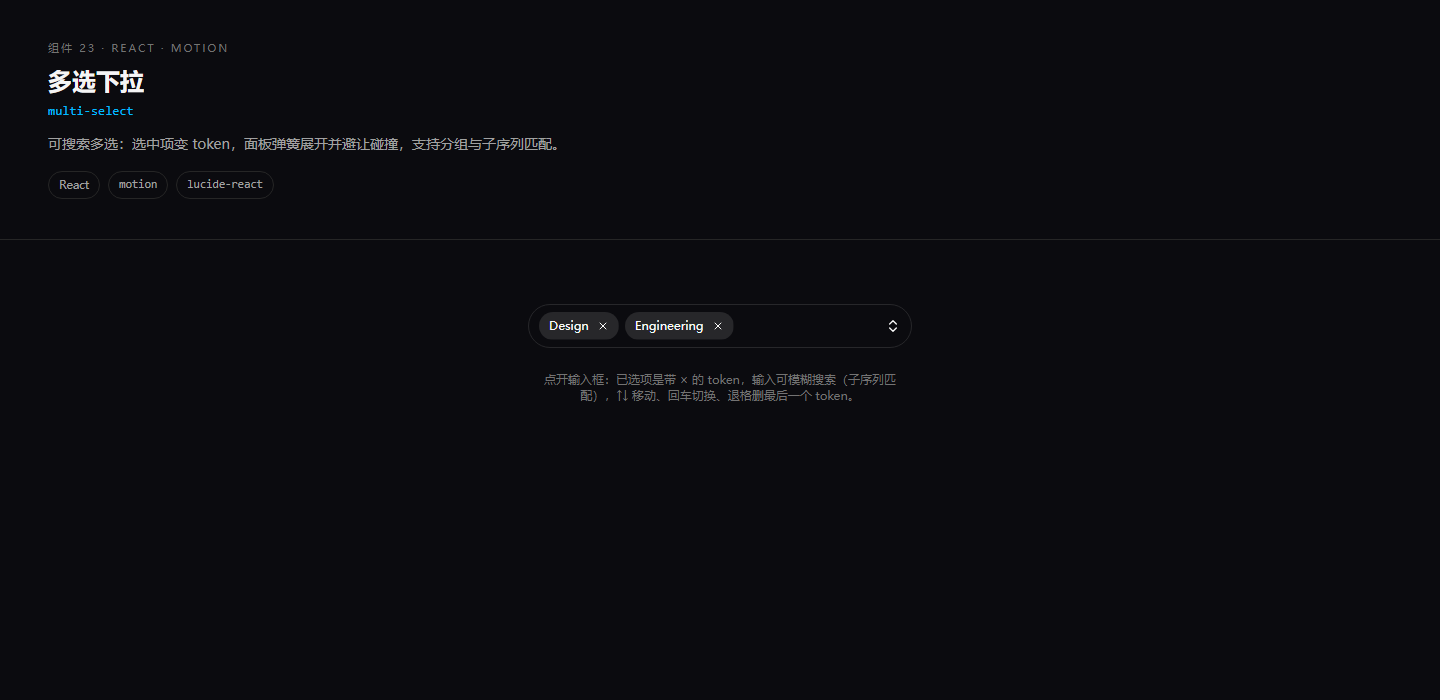 组件 23 · REACT · MOTION
多选下拉
multi-select
可搜索多选：选中项变 token，面板弹簧展开并避让碰撞，支持分组与子序列匹配。
React motion lucide-react
Design × Engineering ×
点开输入框：已选项是带 × 的 token，输入可模糊搜索（子序列匹
配），↑↓ 移动、回车切换、退格删最后一个 token。